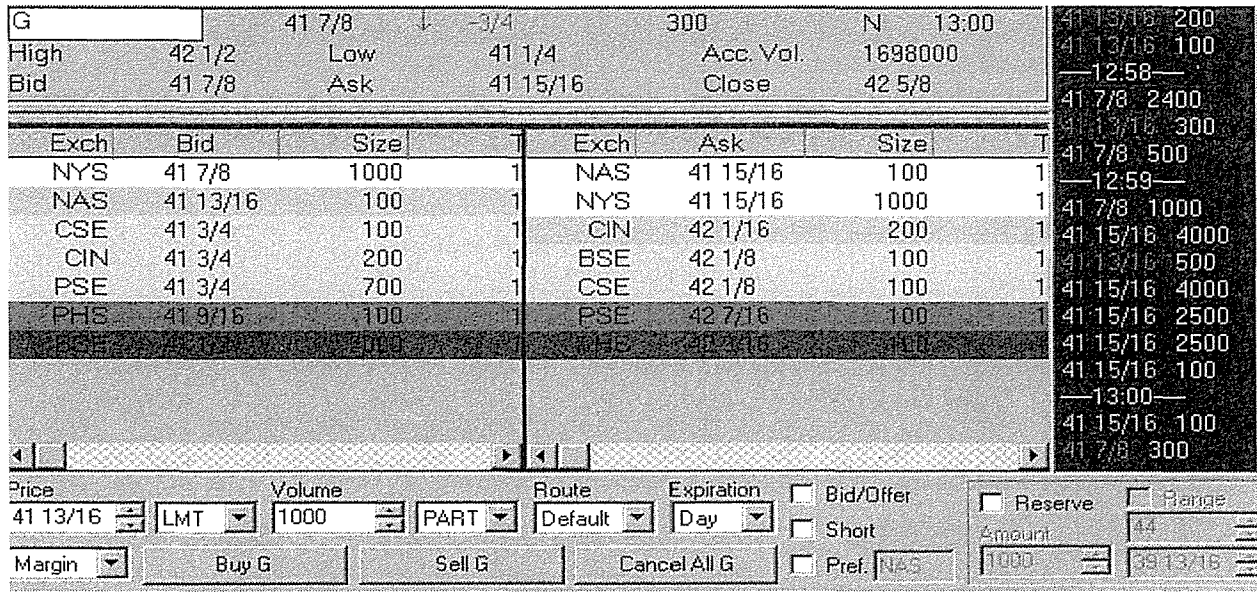 G 41 7/8 ↓ -3/4 300 N 13:00
High 42 1/2 Low 41 1/4 Acc. Vol. 1698000
Bid 41 7/8 Ask 41 15/16 Close 42 5/8
Exch Bid Size T
NYS 41 7/8 1000 1
NAS 41 13/16 100 1
CSE 41 3/4 100 1
CIN 41 3/4 200 1
PSE 41 3/4 700 1
PHS 41 9/16 100 1
Exch Ask Size T
NAS 41 15/16 100 1
NYS 41 15/16 1000 1
CIN 42 1/16 200 1
BSE 42 1/8 100 1
CSE 42 1/8 100 1
PSE 42 7/16 100 1
41 13/16 200
41 13/16 100
—12:58—
41 7/8 2400
41 13/16 300
41 7/8 500
—12:59—
41 7/8 1000
41 15/16 4000
41 13/16 500
41 15/16 4000
41 15/16 2500
41 15/16 2500
41 15/16 100
—13:00—
41 15/16 100
41 7/8 300
Price Volume Route Expiration
41 13/16 LMT 1000 PART Default Day
Bid/Offer
Short
Pref. NAS
Margin Buy G Sell G Cancel All G
Reserve Range
Amount 44
1000 39 13/16